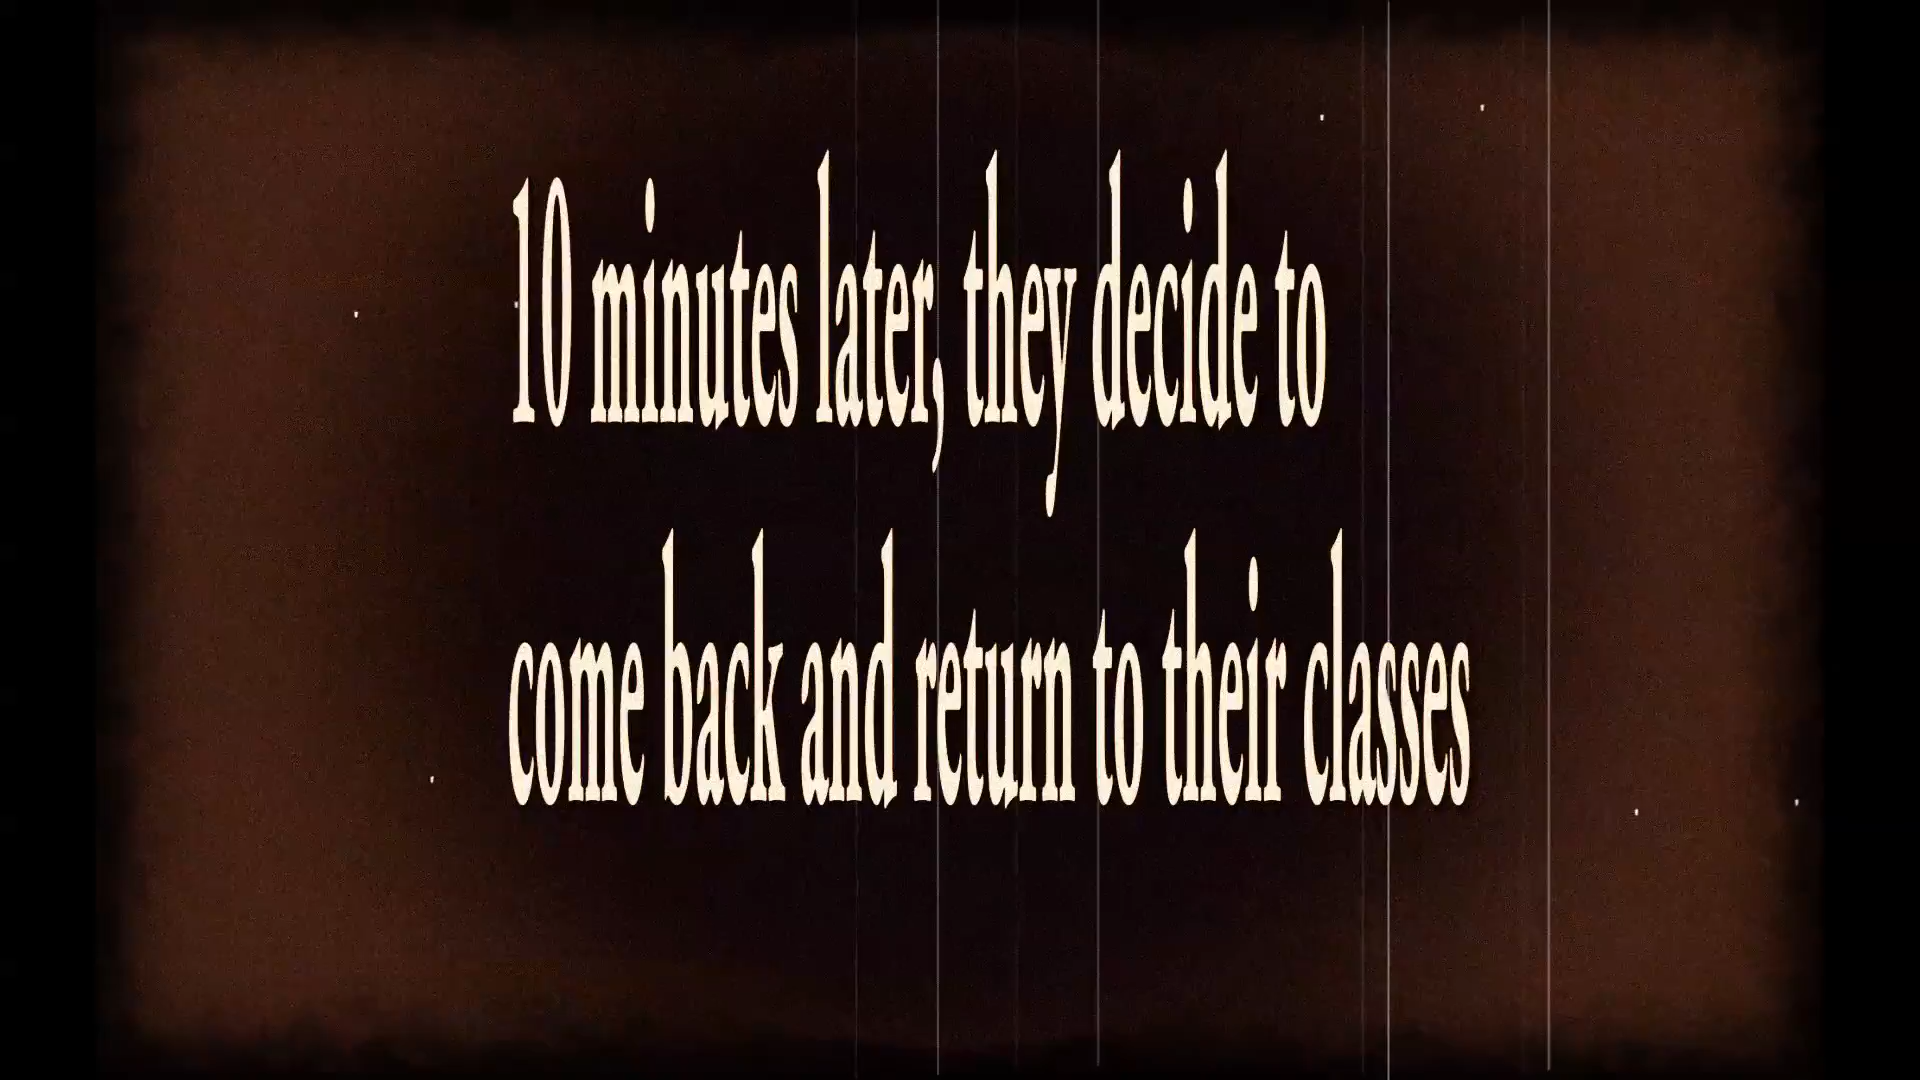 10 minutes later, they decide to
come back and return to their classes